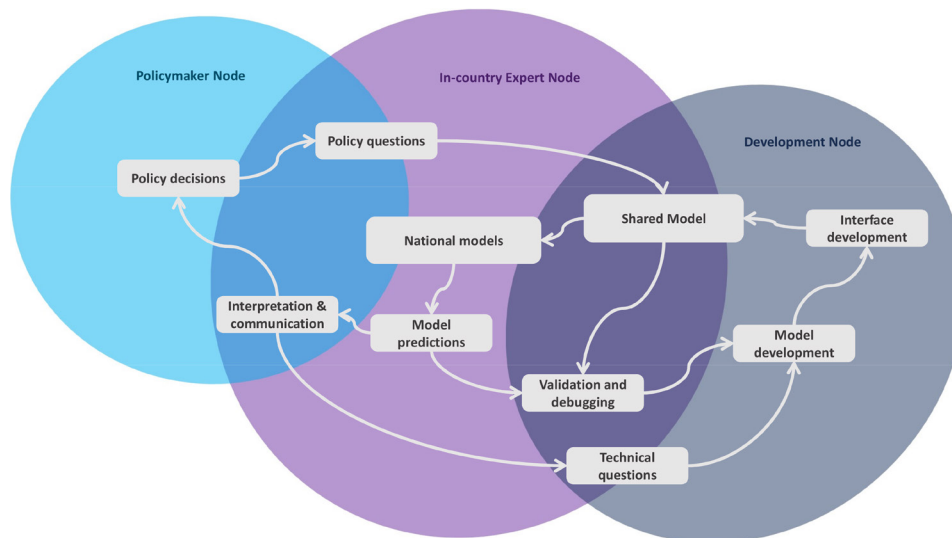 Policymaker Node
In-country Expert Node
Development Node
Policy questions
Policy decisions
Shared Model
Interface
development
National models
Interpretation &
communication
Model
predictions
Model
development
Validation and
debugging
Technical
questions